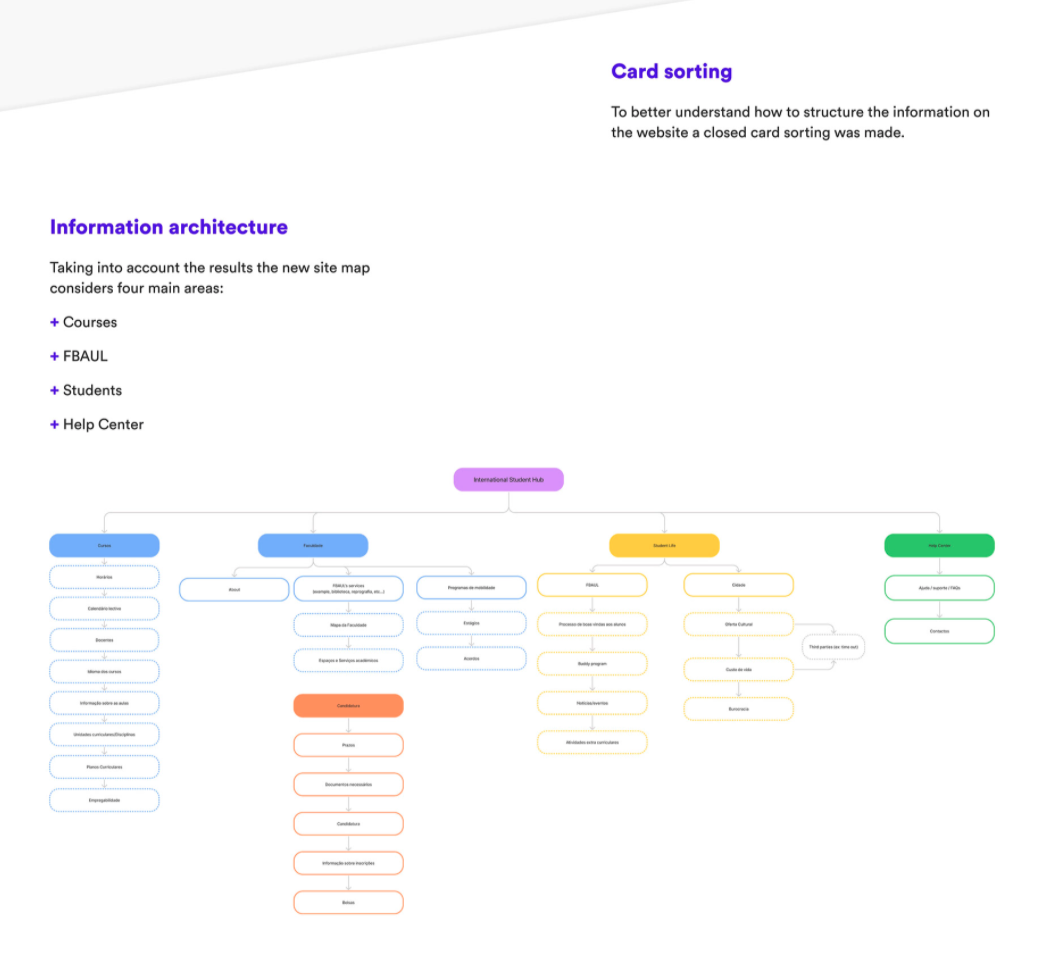 Card sorting
To better understand how to structure the information on
the website a closed card sorting was made.
Information architecture
Taking into account the results the new site map
considers four main areas:
+ Courses
+ FBAUL
+ Students
+ Help Center
International Student Hub
Cursos
Faculdade
Student Life
Help Center
Horários
Calendário lectivo
Docentes
Idioma dos cursos
Informação sobre as aulas
Unidades curriculares/Disciplinas
Planos Curriculares
Empregabilidade
About
FBAUL's services
(example, biblioteca, reprografia, etc...)
Mapa da Faculdade
Espaços e Serviços académicos
Programas de mobilidade
Estágios
Acordos
Candidatura
Prazos
Documentos necessários
Candidatura
Informação sobre inscrições
Bolsas
FBAUL
Processo de boas-vindas aos alunos
Buddy program
Notícias/eventos
Atividades extra curriculares
Cidade
Oferta Cultural
Custo de vida
Burocracia
Third parties (ex: time out)
Ajuda / suporte / FAQs
Contactos